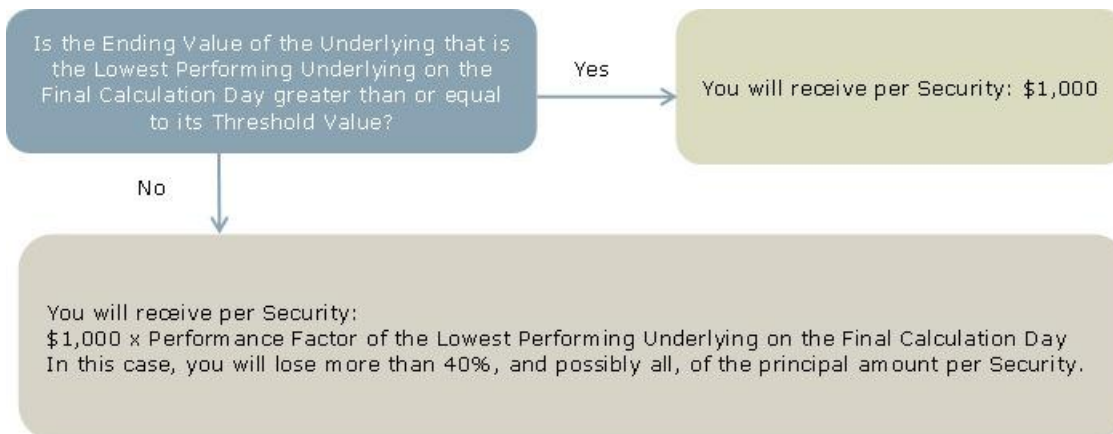 Is the Ending Value of the Underlying that is
the Lowest Performing Underlying on the
Final Calculation Day greater than or equal
to its Threshold Value?
Yes
You will receive per Security: $1,000
No
You will receive per Security:
$1,000 x Performance Factor of the Lowest Performing Underlying on the Final Calculation Day
In this case, you will lose more than 40%, and possibly all, of the principal amount per Security.